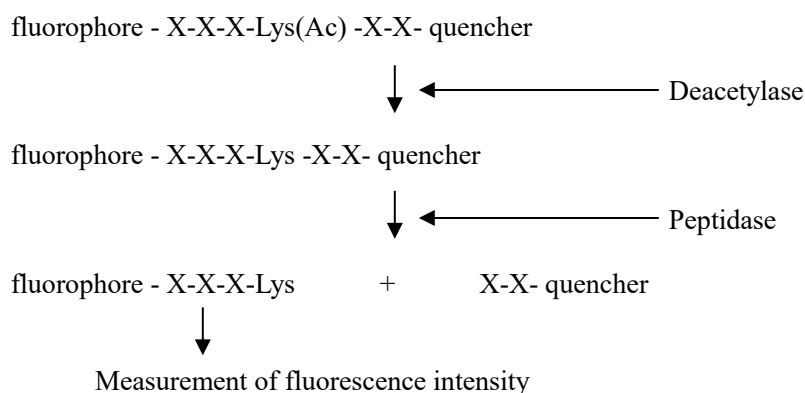 fluorophore - X-X-X-Lys(Ac) -X-X- quencher
Deacetylase
fluorophore - X-X-X-Lys -X-X- quencher
Peptidase
fluorophore - X-X-X-Lys + X-X- quencher
Measurement of fluorescence intensity